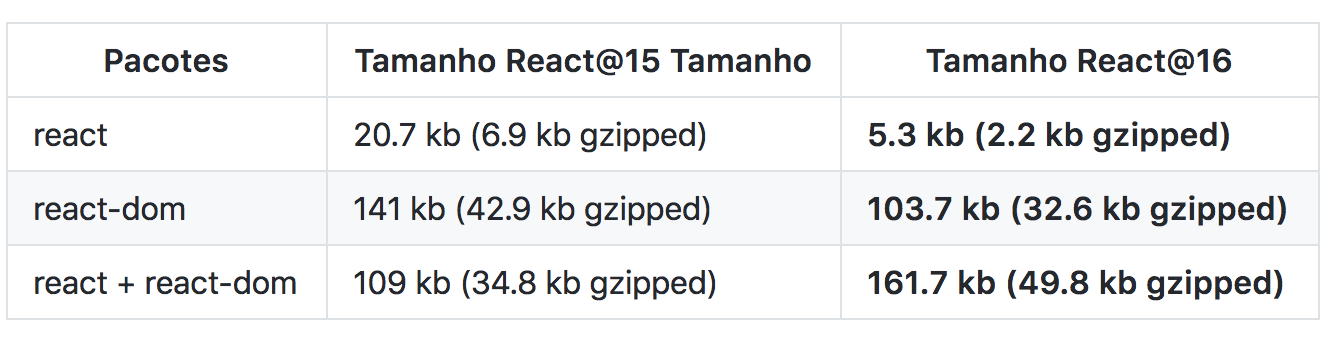 Pacotes Tamanho React@15 Tamanho Tamanho React@16
react 20.7 kb (6.9 kb gzipped) 5.3 kb (2.2 kb gzipped)
react-dom 141 kb (42.9 kb gzipped) 103.7 kb (32.6 kb gzipped)
react + react-dom 109 kb (34.8 kb gzipped) 161.7 kb (49.8 kb gzipped)